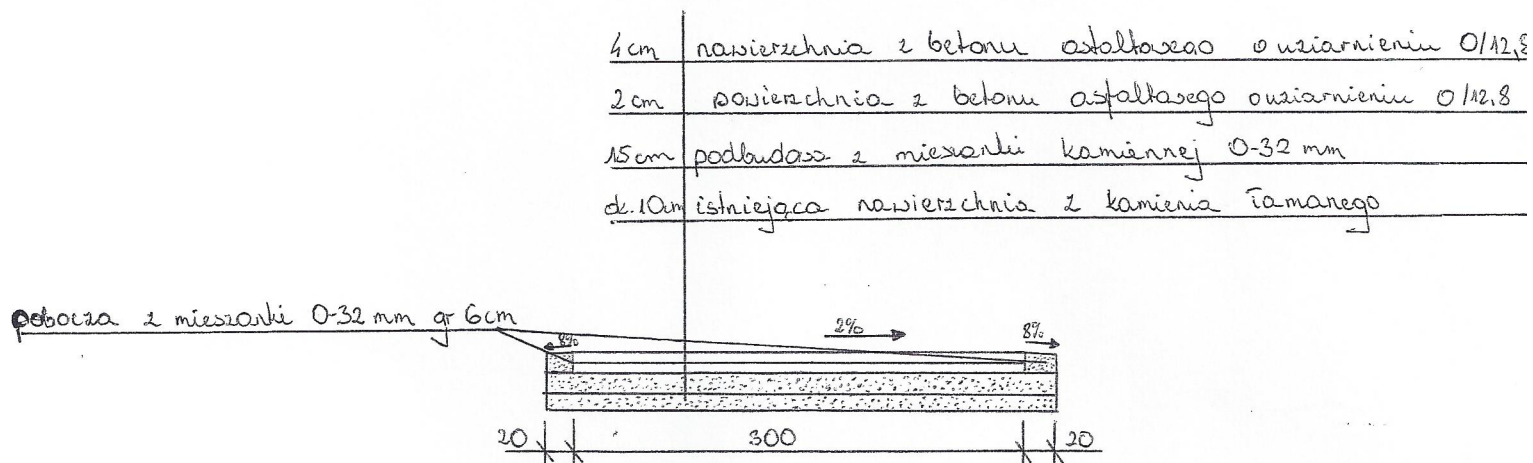 4cm nawierzchnia z betonu asfaltowego o uziarnieniu 0/12,8
2cm powierzchnia z betonu asfaltowego o uziarnieniu 0/12,8
15cm podbudowa z mieszanki kamiennej 0-32 mm
ok.10cm istniejąca nawierzchnia z kamienia łamanego
pobocza z mieszanki 0-32 mm gr 6cm
8% 2% 8%
20 300 20